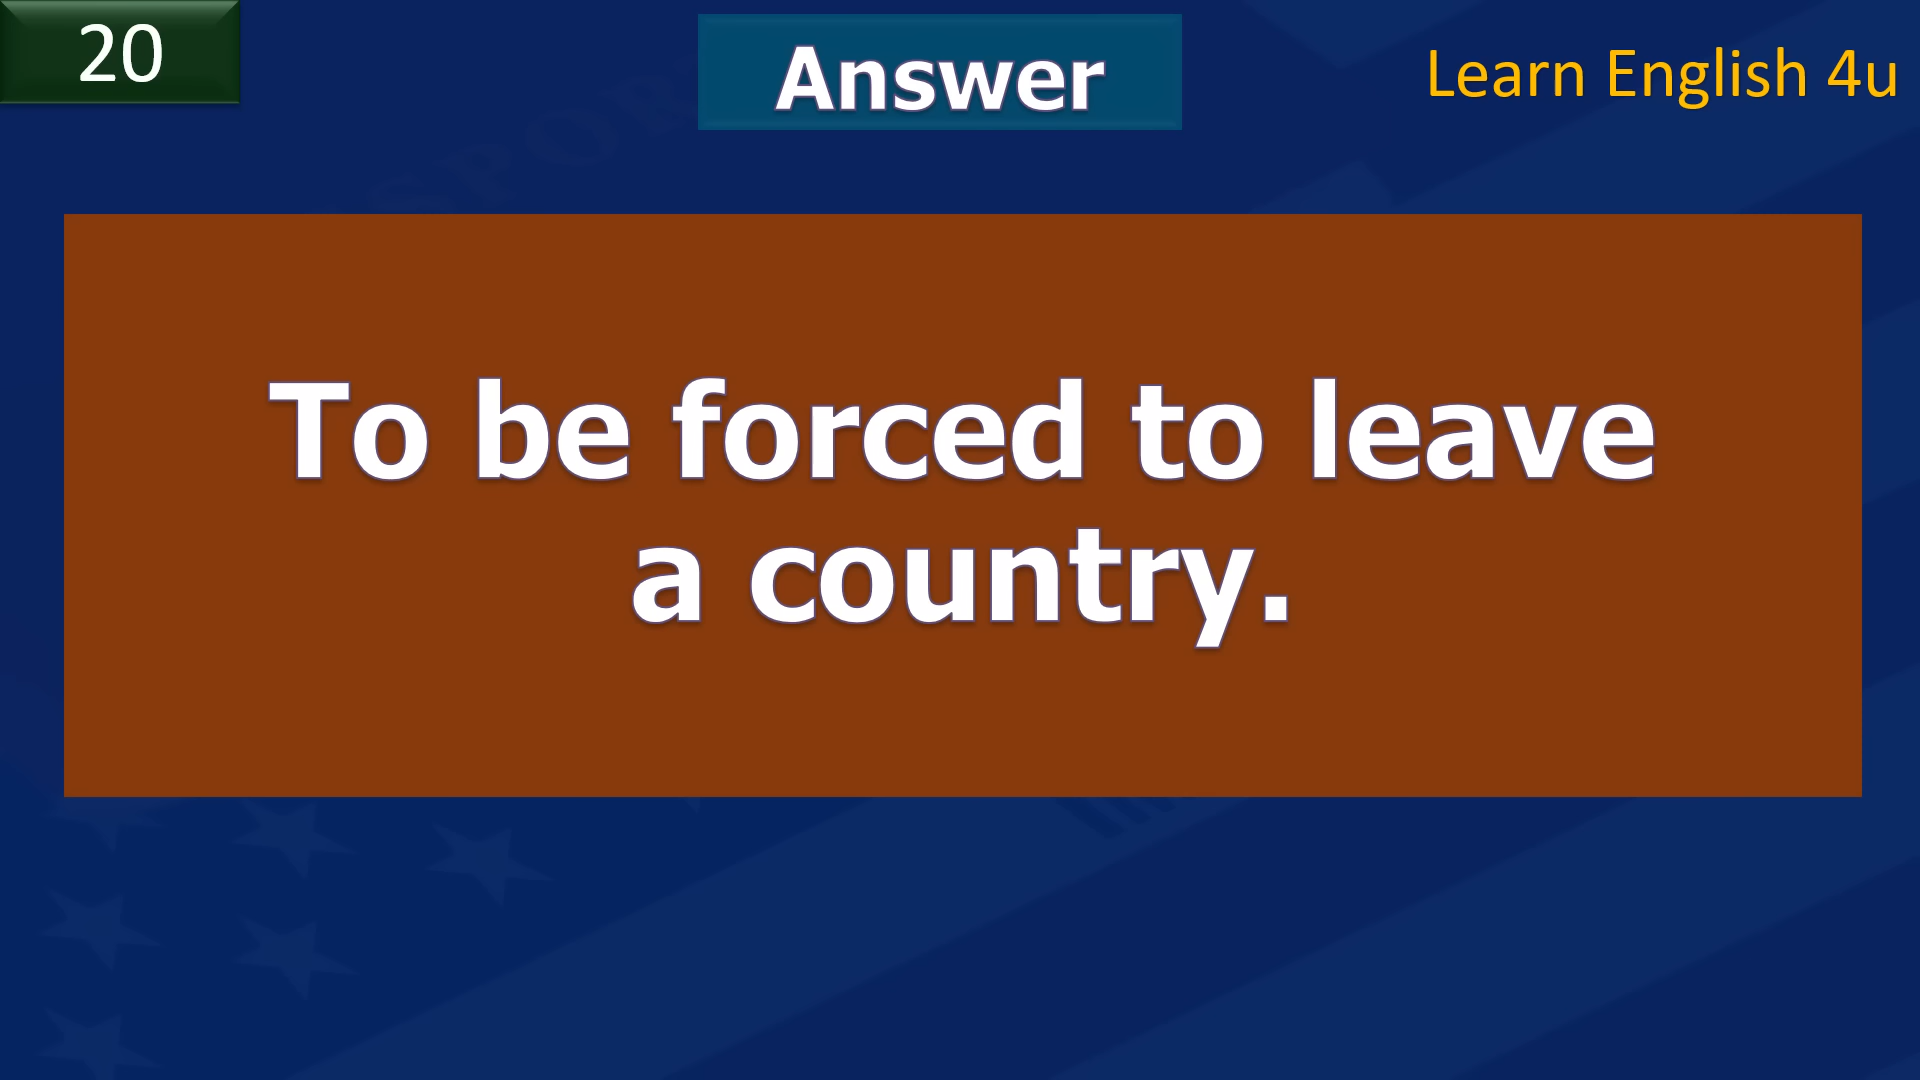 20
Answer
Learn English 4u
To be forced to leave
a country.